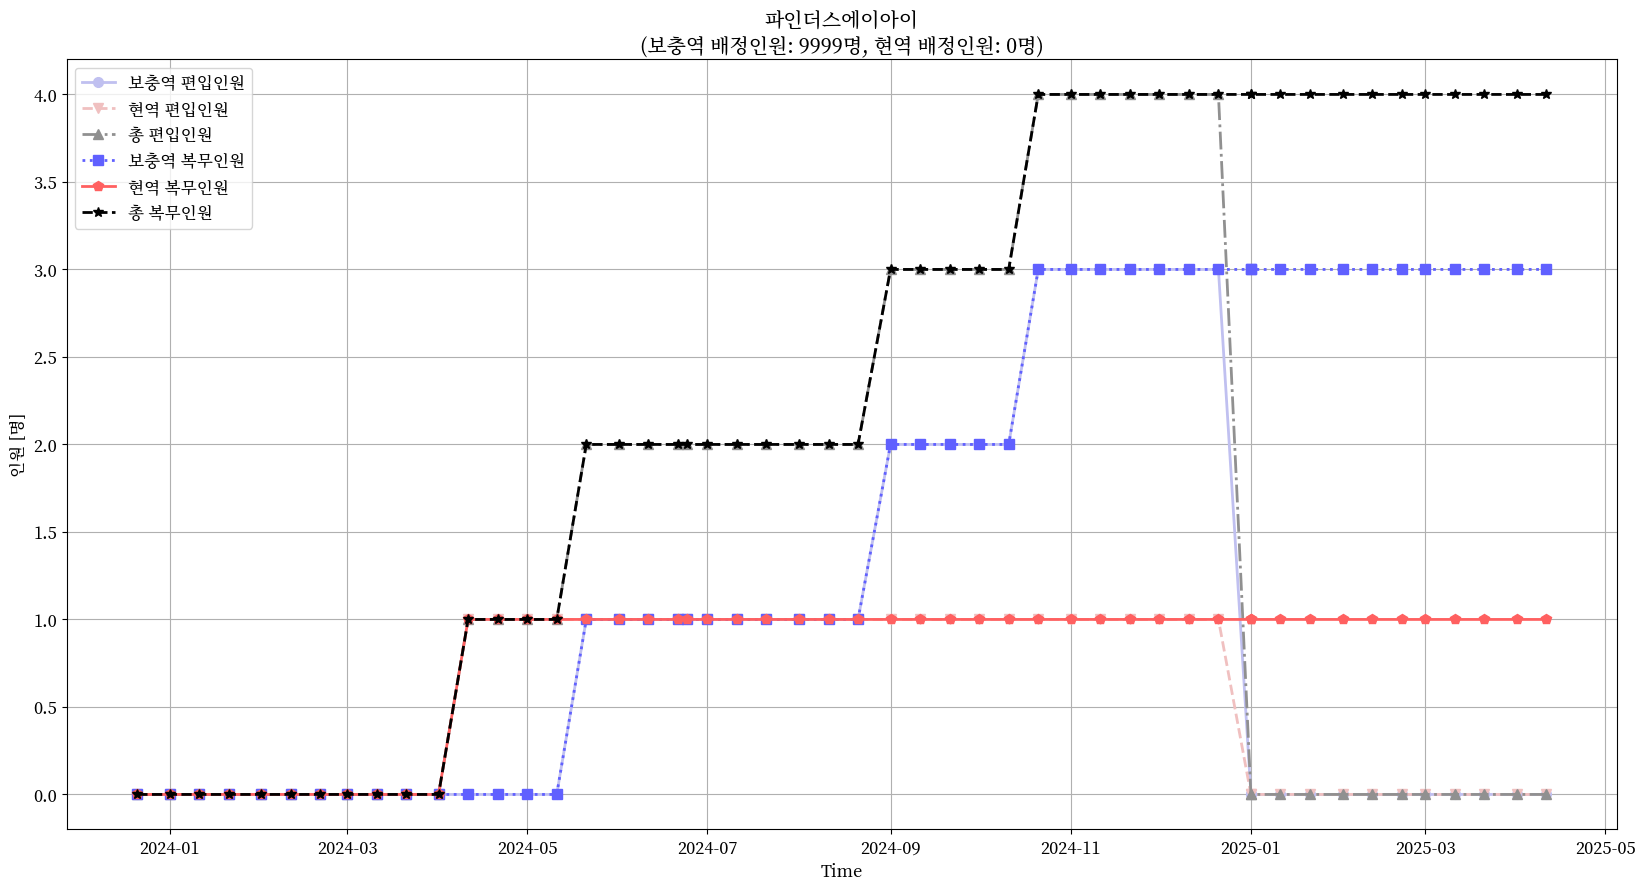 파인더스에이아이
(보충역 배정인원: 9999명, 현역 배정인원: 0명)
보충역 편입인원
현역 편입인원
총 편입인원
보충역 복무인원
현역 복무인원
총 복무인원
인원 [명]
4.0
3.5
3.0
2.5
2.0
1.5
1.0
0.5
0.0
2024-01 2024-03 2024-05 2024-07 2024-09 2024-11 2025-01 2025-03 2025-05
Time